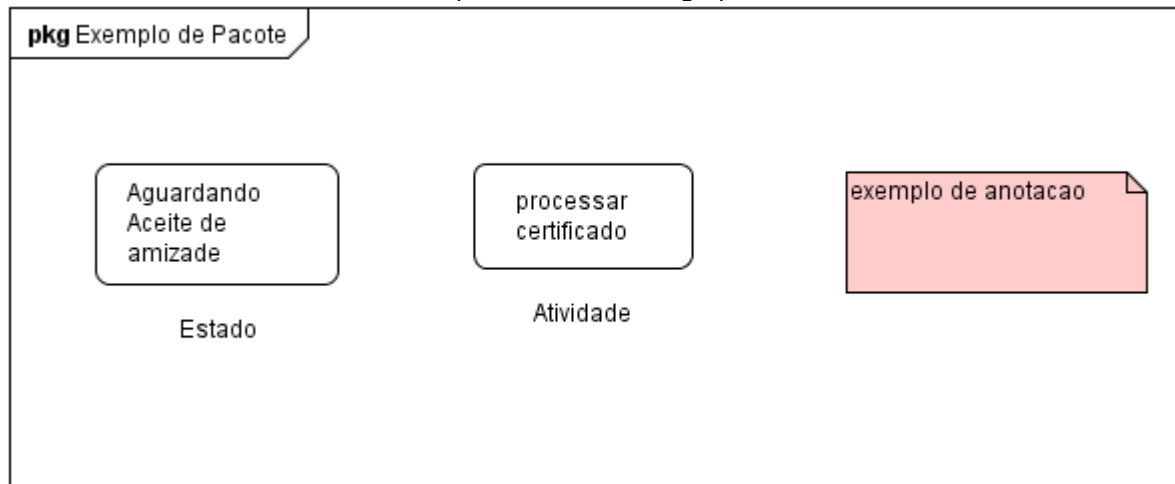 pkg Exemplo de Pacote
Aguardando
Aceite de
amizade
processar
certificado
exemplo de anotacao
Estado
Atividade